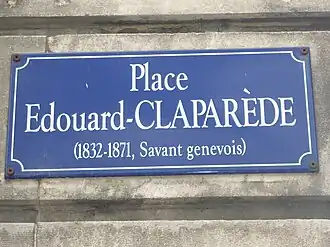 Place
Edouard-CLAPARÈDE
(1832-1871, Savant genevois)